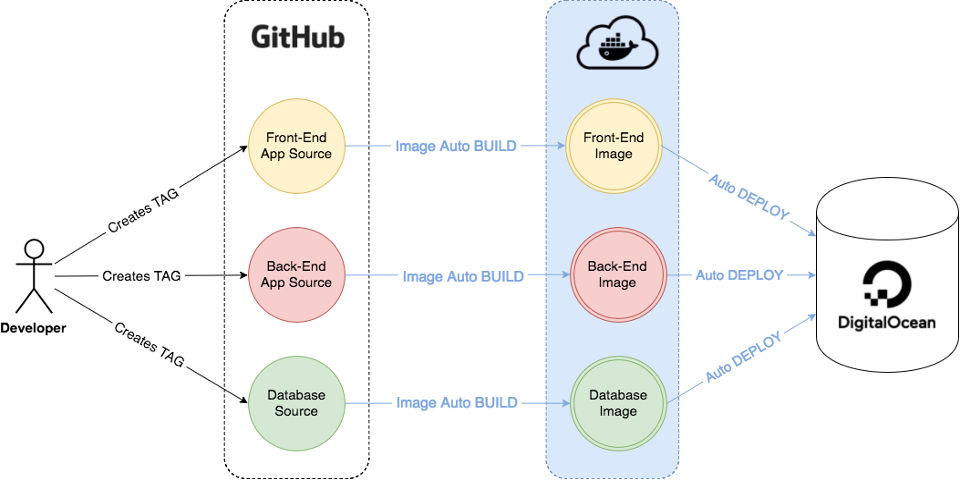 GitHub
Front-End
App Source
Image Auto BUILD
Front-End
Image
Creates TAG
Auto DEPLOY
Developer
Creates TAG
Back-End
App Source
Image Auto BUILD
Back-End
Image
Auto DEPLOY
DigitalOcean
Creates TAG
Database
Source
Image Auto BUILD
Database
Image
Auto DEPLOY